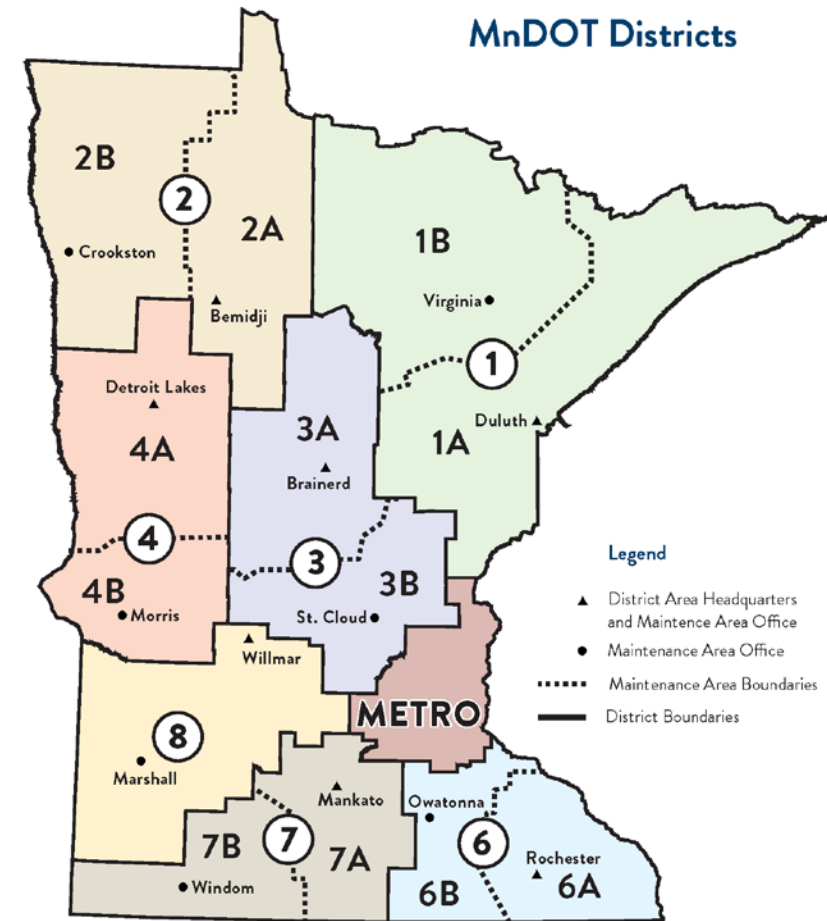 MnDOT Districts
2B
2
2A
Crookston
Bemidji
1B
Virginia
1
Detroit Lakes
4A
3A
Brainerd
Duluth
1A
4
3
4B
Morris
3B
St. Cloud
Legend
District Area Headquarters
and Maintence Area Office
Maintenance Area Office
Maintenance Area Boundaries
District Boundaries
Willmar
METRO
8
Marshall
Mankato
Owatonna
7B
7
7A
6
Rochester
Windom
6B
6A